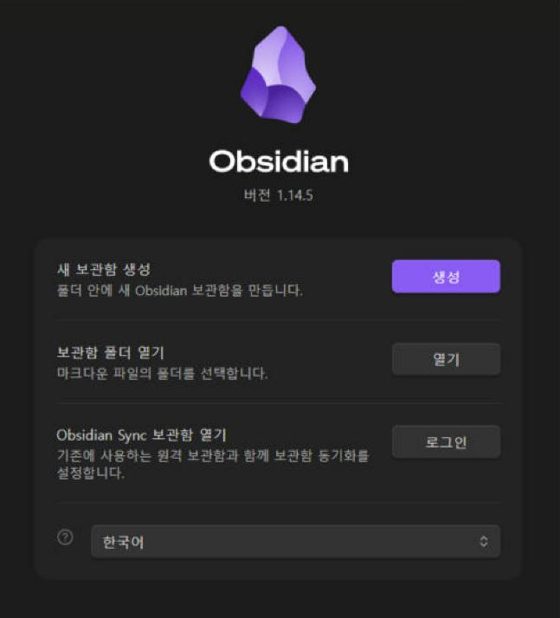 Obsidian
버전 1.14.5
새 보관함 생성
폴더 안에 새 Obsidian 보관함을 만듭니다.
생성
보관함 폴더 열기
마크다운 파일의 폴더를 선택합니다.
열기
Obsidian Sync 보관함 열기
기존에 사용하는 원격 보관함과 함께 보관함 동기화를
설정합니다.
로그인
한국어